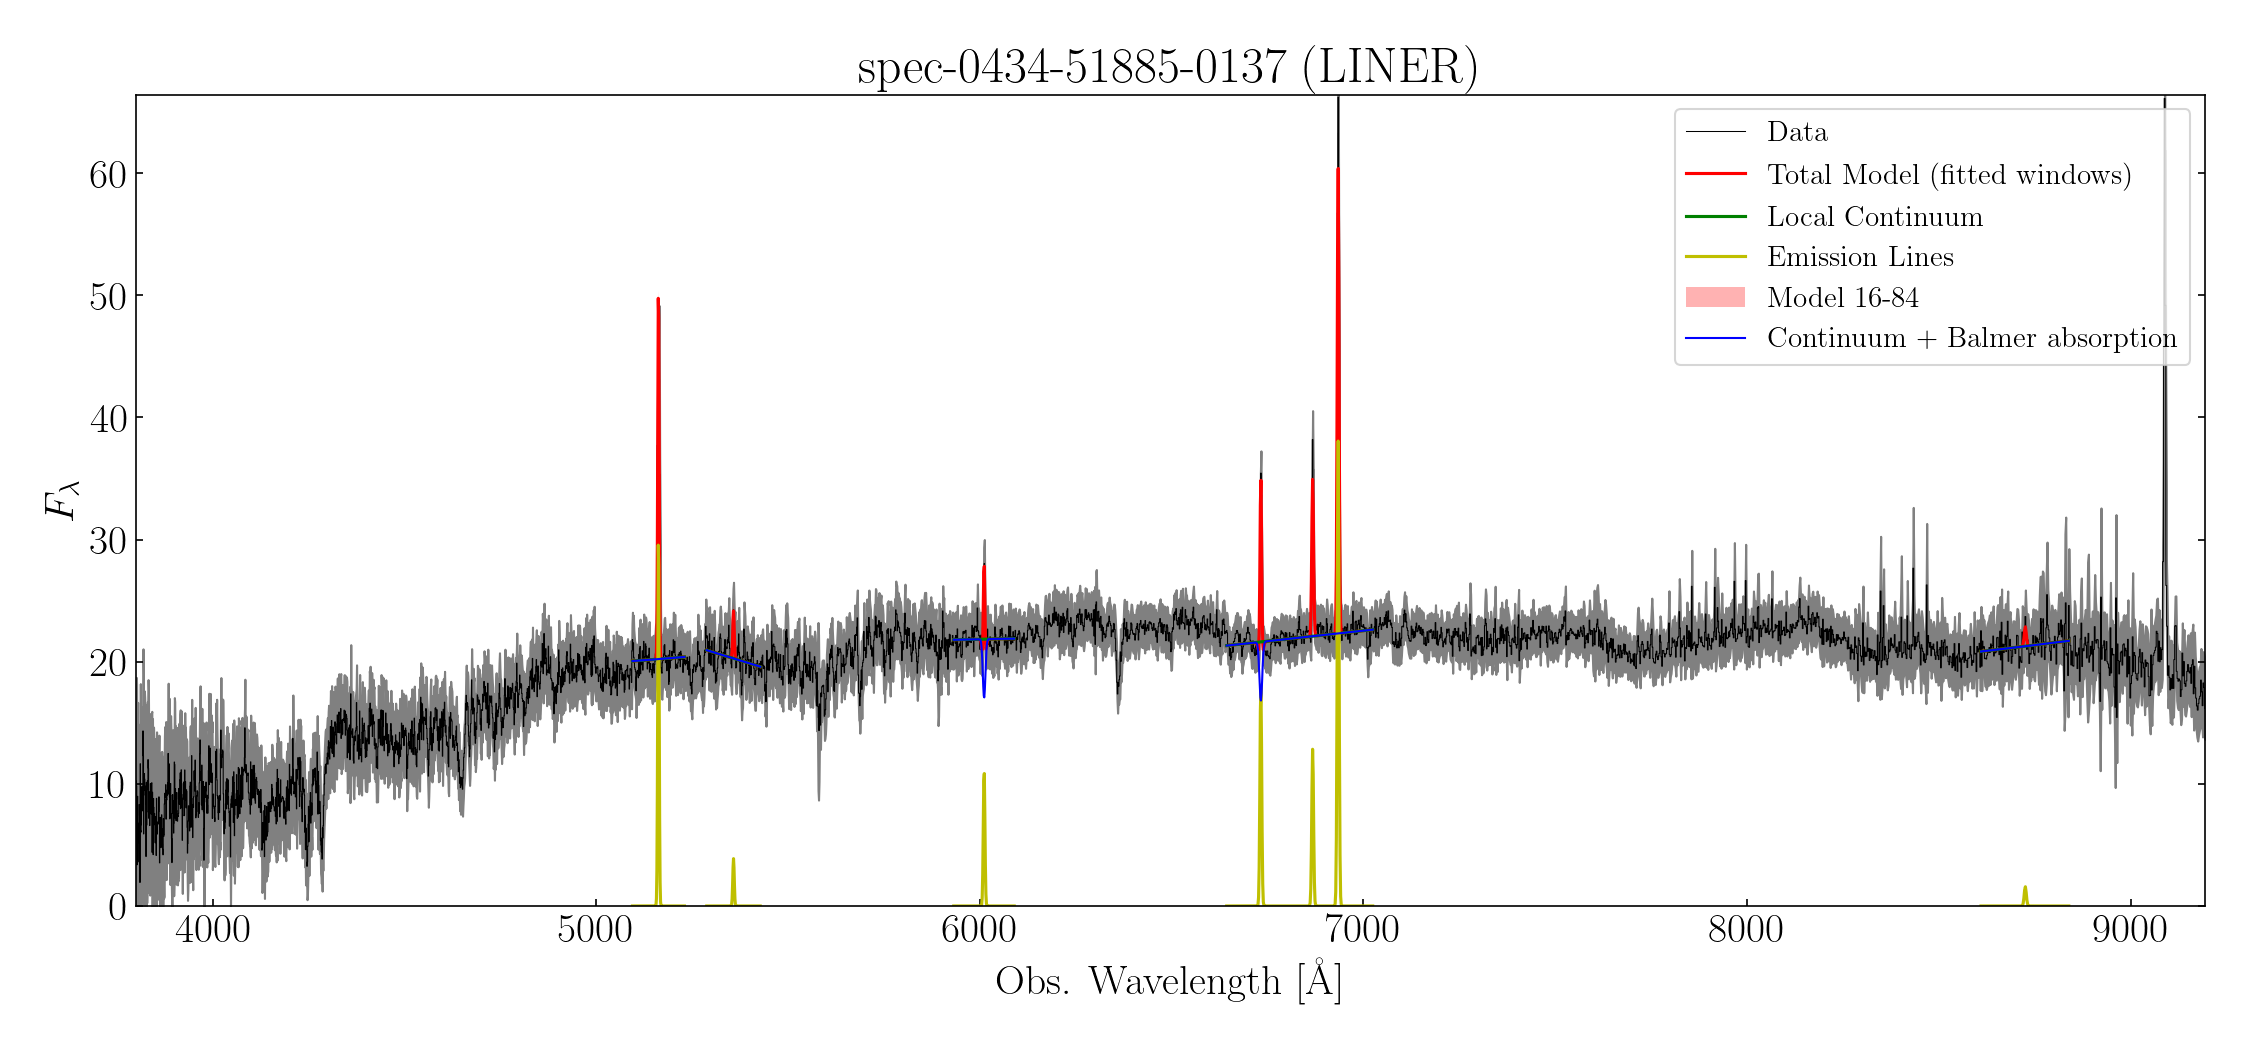 spec-0434-51885-0137 (LINER)
Data
Total Model (fitted windows)
Local Continuum
Emission Lines
Model 16-84
Continuum + Balmer absorption
60
50
40
30
20
10
0
Fλ
4000 5000 6000 7000 8000 9000
Obs. Wavelength [Å]